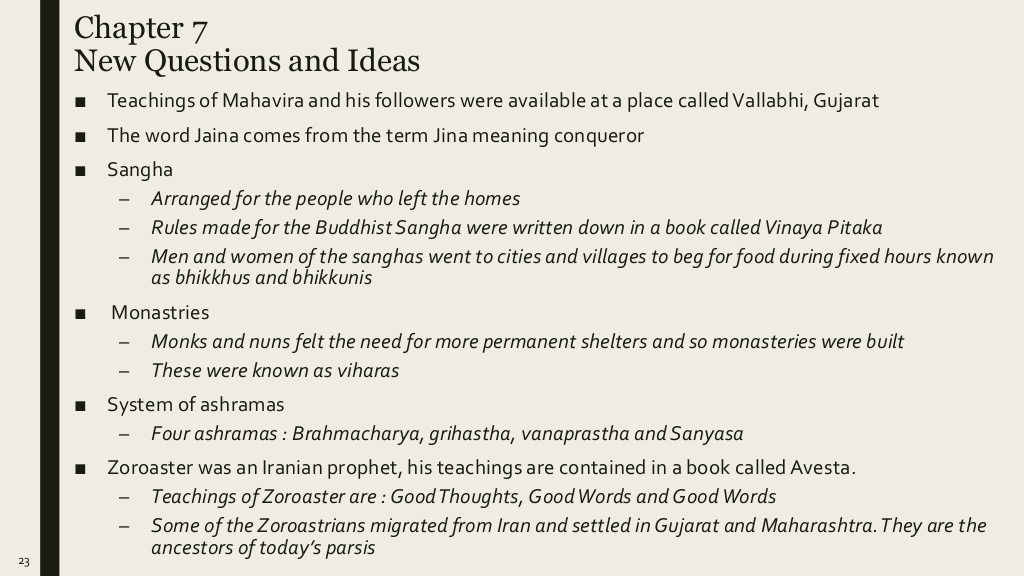 Chapter 7
New Questions and Ideas
■ Teachings of Mahavira and his followers were available at a place called Vallabhi, Gujarat
■ The word Jaina comes from the term Jina meaning conqueror
■ Sangha
– Arranged for the people who left the homes
– Rules made for the Buddhist Sangha were written down in a book called Vinaya Pitaka
– Men and women of the sanghas went to cities and villages to beg for food during fixed hours known
as bhikkhus and bhikkunis
■ Monastries
– Monks and nuns felt the need for more permanent shelters and so monasteries were built
– These were known as viharas
■ System of ashramas
– Four ashramas : Brahmacharya, grihastha, vanaprastha and Sanyasa
■ Zoroaster was an Iranian prophet, his teachings are contained in a book called Avesta.
– Teachings of Zoroaster are : Good Thoughts, Good Words and Good Words
– Some of the Zoroastrians migrated from Iran and settled in Gujarat and Maharashtra. They are the
ancestors of today's parsis
23